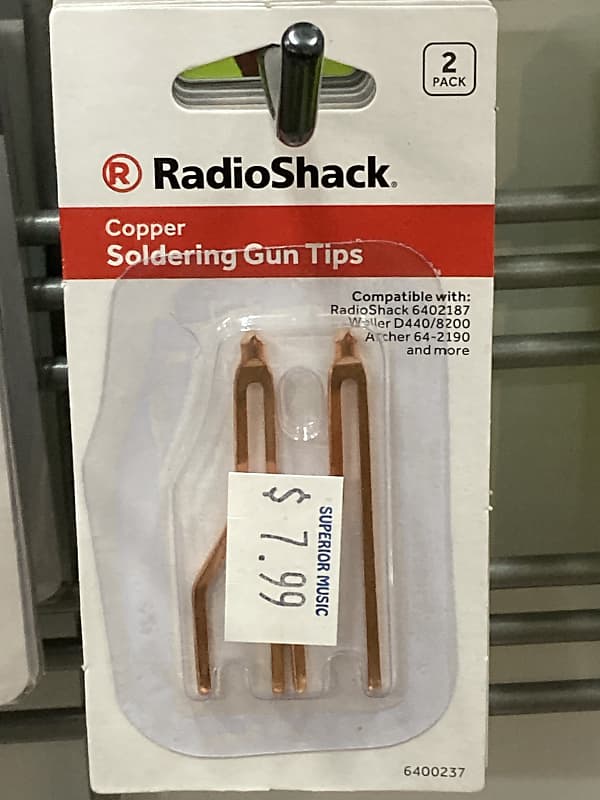 2
PACK
R RadioShack.
Copper
Soldering Gun Tips
Compatible with:
RadioShack 6402187
Weller D440/8200
Archer 64-2190
and more
SUPERIOR MUSIC
$ 7.99
6400237